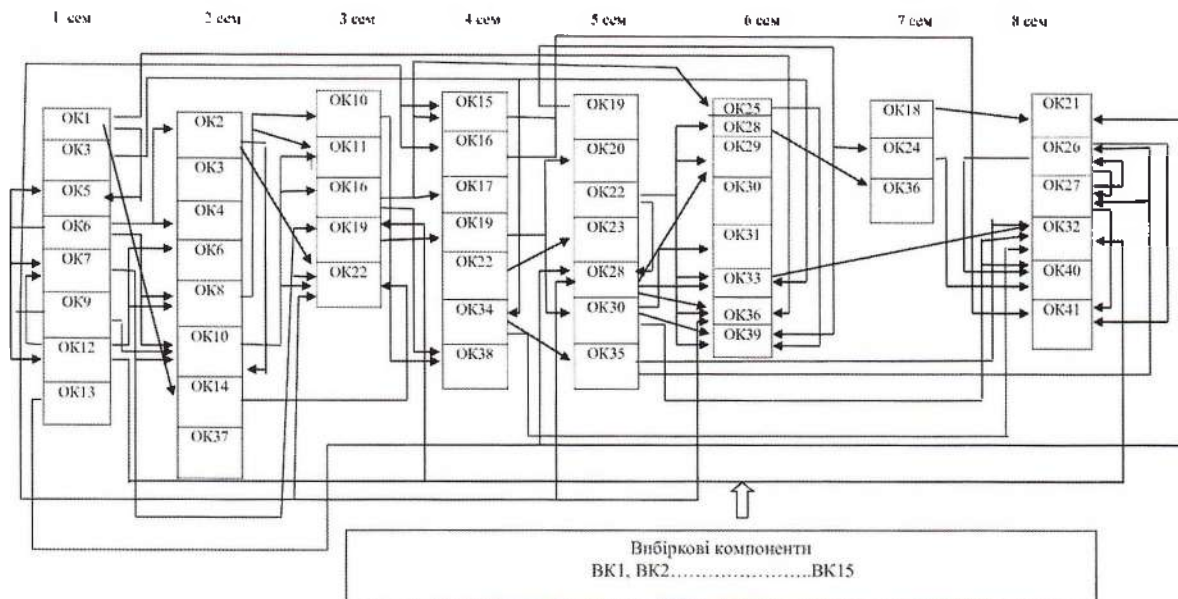 1 сем 2 сем 3 сем 4 сем 5 сем 6 сем 7 сем 8 сем
ОК1
ОК3
ОК5
ОК6
ОК7
ОК9
ОК12
ОК13
ОК2
ОК3
ОК4
ОК6
ОК8
ОК10
ОК14
ОК37
ОК10
ОК11
ОК16
ОК19
ОК22
ОК15
ОК16
ОК17
ОК19
ОК22
ОК34
ОК38
ОК19
ОК20
ОК22
ОК23
ОК28
ОК30
ОК35
ОК25
ОК28
ОК29
ОК30
ОК31
ОК33
ОК36
ОК39
ОК18
ОК24
ОК36
ОК21
ОК26
ОК27
ОК32
ОК40
ОК41
Вибіркові компоненти
ВК1, ВК2........................ВК15